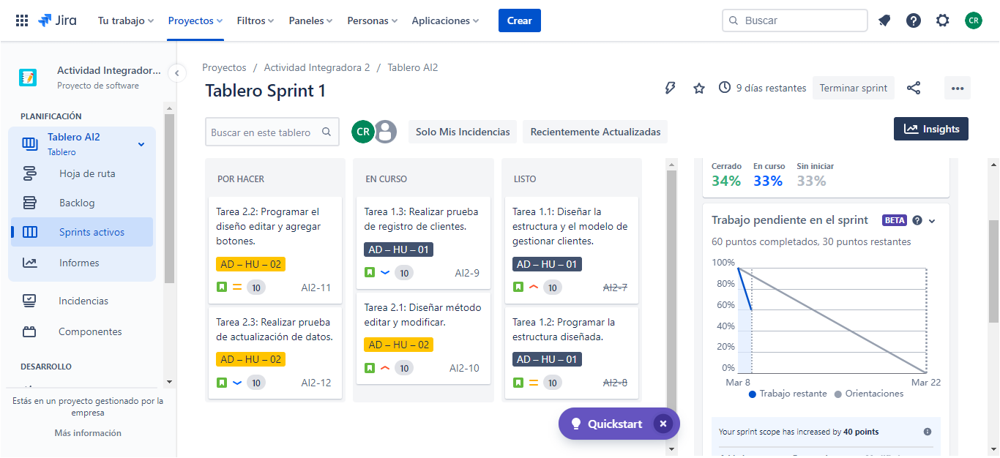 Jira
Tu trabajo
Proyectos
Filtros
Paneles
Personas
Aplicaciones
Crear
Buscar
CR
Actividad Integrador...
Proyecto de software
PLANIFICACIÓN
Tablero AI2
Tablero
Hoja de ruta
Backlog
Sprints activos
Informes
Incidencias
Componentes
DESARROLLO
Estás en un proyecto gestionado por la
empresa
Más información
Proyectos / Actividad Integradora 2 / Tablero AI2
Tablero Sprint 1
9 días restantes
Terminar sprint
Buscar en este tablero
CR
Solo Mis Incidencias
Recientemente Actualizadas
Insights
POR HACER
Tarea 2.2: Programar el
diseño editar y agregar
botones.
AD – HU – 02
10
AI2-11
Tarea 2.3: Realizar prueba
de actualización de datos.
AD – HU – 02
10
AI2-12
EN CURSO
Tarea 1.3: Realizar prueba
de registro de clientes.
AD – HU – 01
10
AI2-9
Tarea 2.1: Diseñar método
editar y modificar.
AD – HU – 02
10
AI2-10
LISTO
Tarea 1.1: Diseñar la
estructura y el modelo de
gestionar clientes.
AD – HU – 01
10
AI2-7
Tarea 1.2: Programar la
estructura diseñada.
AD – HU – 01
10
AI2-8
Quickstart
Cerrado En curso Sin iniciar
34% 33% 33%
Trabajo pendiente en el sprint BETA
60 puntos completados, 30 puntos restantes
100%
80%
60%
40%
20%
0%
Mar 8 Mar 22
Trabajo restante Orientaciones
Your sprint scope has increased by 40 points